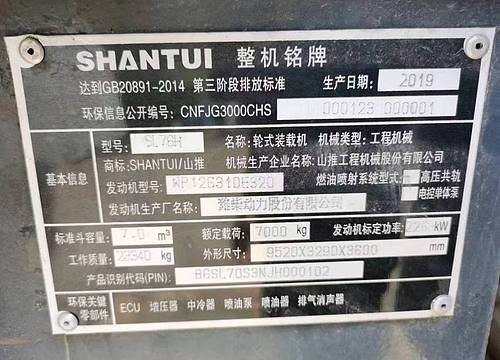 SHANTUI 整机铭牌
达到GB20891-2014 第三阶段排放标准 生产日期: 2019
环保信息公开编号: CNFJG3000CHS 000123 000001
基本信息
型号: SL70H 名称: 轮式装载机 机械类型: 工程机械
商标: SHANTUI/山推 机械生产企业名称: 山推工程机械股份有限公司
发动机型号: WP12G310E320 燃油喷射系统型式: 高压共轨
电控单体泵
发动机生产厂名称: 潍柴动力股份有限公司
标准斗容量: m³ 额定载荷: 7000 kg 发动机标定功率: kW
工作质量: kg 外形尺寸: 9520X3290X3600 mm
产品识别代码(PIN): B6SL70S3NJH000102
环保关键零部件
ECU 增压器 中冷器 喷油泵 喷油器 排气消声器